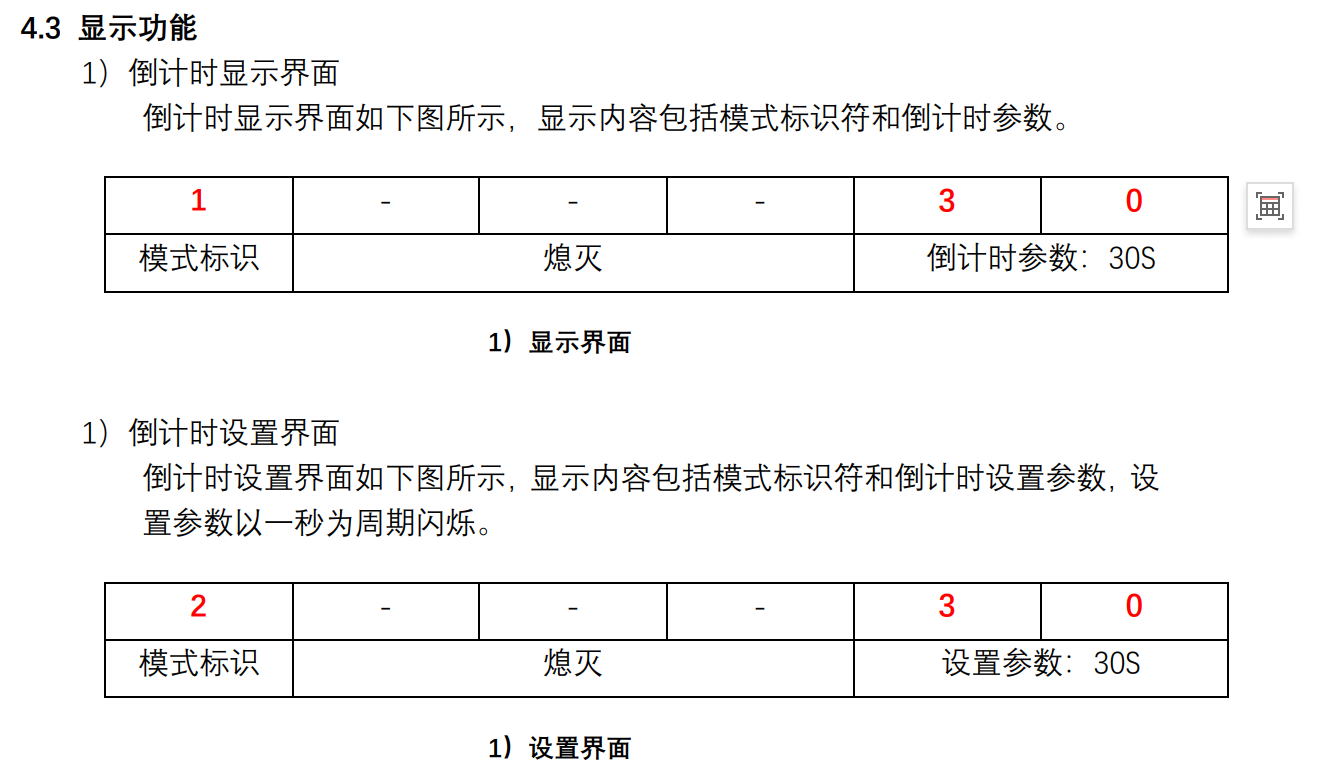 4.3 显示功能
1）倒计时显示界面
倒计时显示界面如下图所示，显示内容包括模式标识符和倒计时参数。
1 - - - 3 0
模式标识 熄灭 倒计时参数：30S
1）显示界面
1）倒计时设置界面
倒计时设置界面如下图所示，显示内容包括模式标识符和倒计时设置参数，设
置参数以一秒为周期闪烁。
2 - - - 3 0
模式标识 熄灭 设置参数：30S
1）设置界面